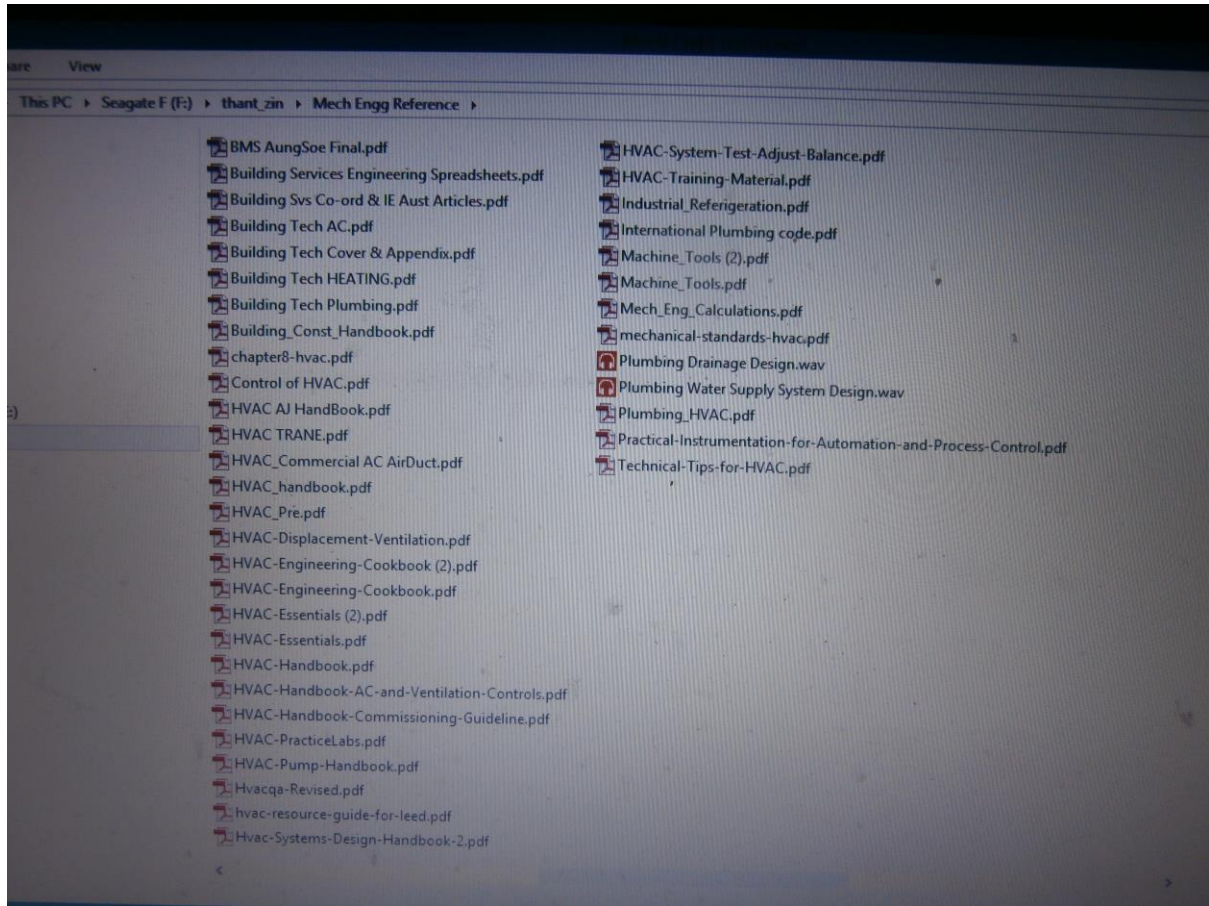 are View
This PC Seagate F (F:) thant_zin Mech Engg Reference
BMS AungSoe Final.pdf
Building Services Engineering Spreadsheets.pdf
Building Svs Co-ord & IE Aust Articles.pdf
Building Tech AC.pdf
Building Tech Cover & Appendix.pdf
Building Tech HEATING.pdf
Building Tech Plumbing.pdf
Building_Const_Handbook.pdf
chapter8-hvac.pdf
Control of HVAC.pdf
HVAC AJ HandBook.pdf
HVAC TRANE.pdf
HVAC_Commercial AC AirDuct.pdf
HVAC_handbook.pdf
HVAC_Pre.pdf
HVAC-Displacement-Ventilation.pdf
HVAC-Engineering-Cookbook (2).pdf
HVAC-Engineering-Cookbook.pdf
HVAC-Essentials (2).pdf
HVAC-Essentials.pdf
HVAC-Handbook.pdf
HVAC-Handbook-AC-and-Ventilation-Controls.pdf
HVAC-Handbook-Commissioning-Guideline.pdf
HVAC-PracticeLabs.pdf
HVAC-Pump-Handbook.pdf
Hvacqa-Revised.pdf
hvac-resource-guide-for-leed.pdf
Hvac-Systems-Design-Handbook-2.pdf
HVAC-System-Test-Adjust-Balance.pdf
HVAC-Training-Material.pdf
Industrial_Referigeration.pdf
International Plumbing code.pdf
Machine_Tools (2).pdf
Machine_Tools.pdf
Mech_Eng_Calculations.pdf
mechanical-standards-hvac.pdf
Plumbing Drainage Design.wav
Plumbing Water Supply System Design.wav
Plumbing_HVAC.pdf
Practical-Instrumentation-for-Automation-and-Process-Control.pdf
Technical-Tips-for-HVAC.pdf
:)